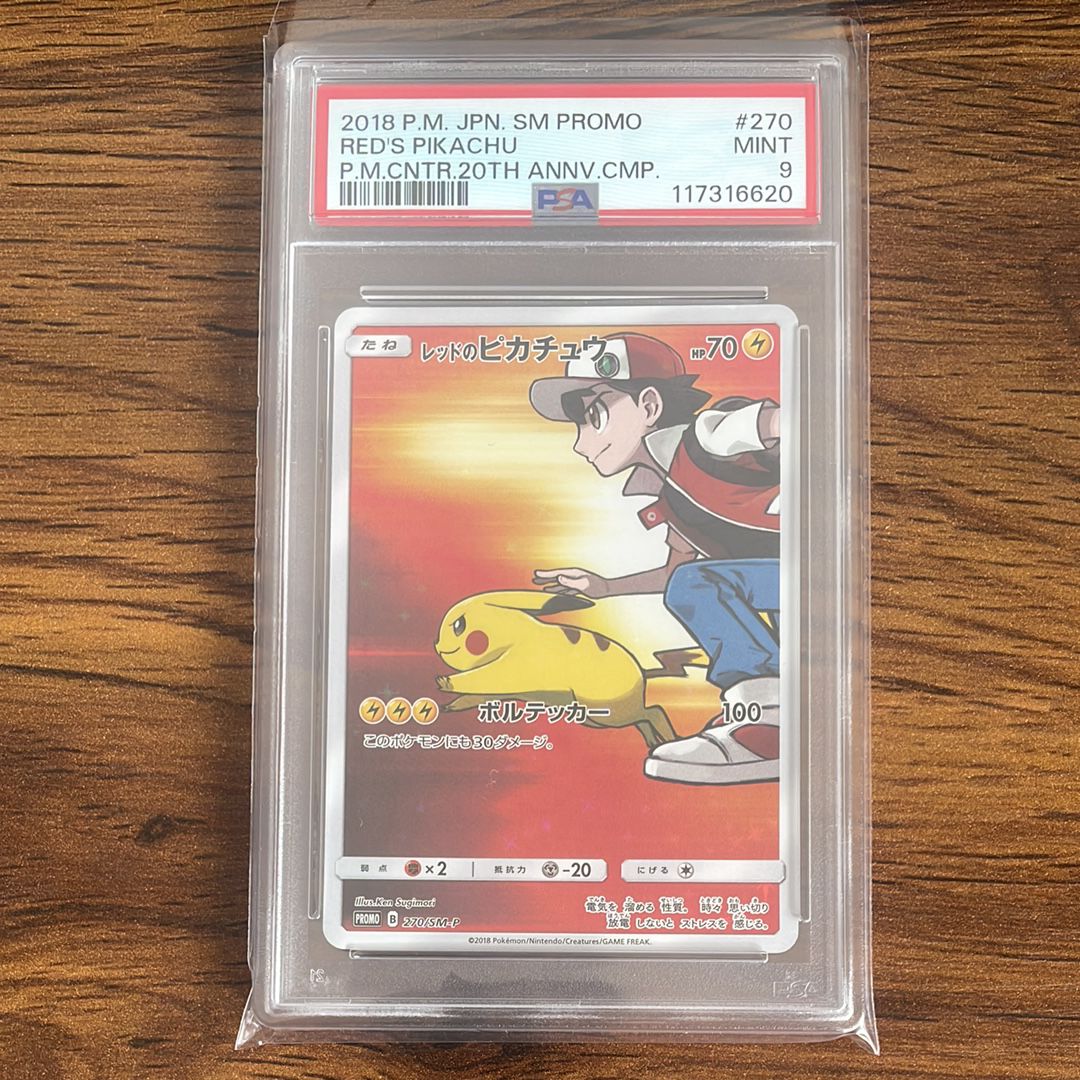 2018 P.M. JPN. SM PROMO #270
RED'S PIKACHU MINT
P.M.CNTR.20TH ANNV.CMP. 9
PSA 117316620
たね レッドのピカチュウ HP70
ボルテッカー 100
このポケモンにも30ダメージ。
弱点 ×2 抵抗力 -20 にげる
Illus.Ken Sugimori
電気を溜める性質。時々思い切り
放電しないとストレスを感じる。
PROMO B 270/SM-P
©2018 Pokémon/Nintendo/Creatures/GAME FREAK.
PSA